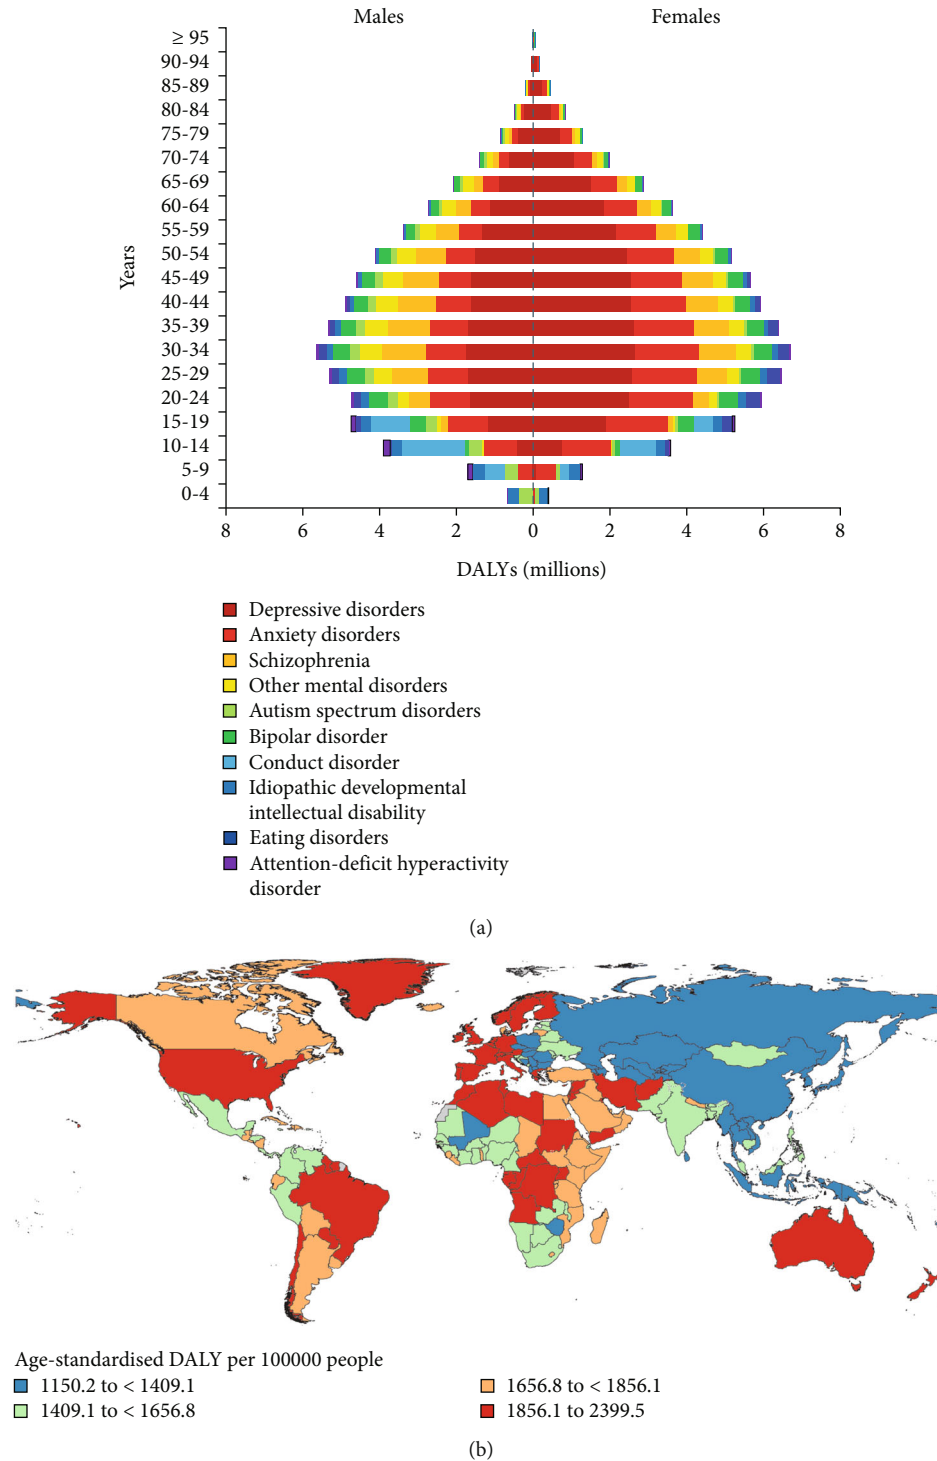 Males
Females
Years
≥ 95
90-94
85-89
80-84
75-79
70-74
65-69
60-64
55-59
50-54
45-49
40-44
35-39
30-34
25-29
20-24
15-19
10-14
5-9
0-4
8 6 4 2 0 2 4 6 8
DALYs (millions)
Depressive disorders
Anxiety disorders
Schizophrenia
Other mental disorders
Autism spectrum disorders
Bipolar disorder
Conduct disorder
Idiopathic developmental
intellectual disability
Eating disorders
Attention-deficit hyperactivity
disorder
(a)
Age-standardised DALY per 100000 people
1150.2 to < 1409.1
1409.1 to < 1656.8
1656.8 to < 1856.1
1856.1 to 2399.5
(b)